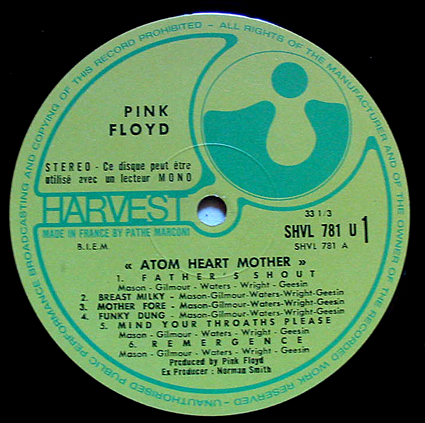 ALL RIGHTS OF THE MANUFACTURER AND OF THE OWNER OF THE RECORDED WORK RESERVED - UNAUTHORISED PUBLIC PERFORMANCE BROADCASTING AND COPYING OF THIS RECORD PROHIBITED -
PINK
FLOYD
STEREO - Ce disque peut être
utilisé avec un lecteur MONO
HARVEST
MADE IN FRANCE BY PATHE MARCONI
B.I.E.M.
33 1/3
SHVL 781 U 1
SHVL 781 A
« ATOM HEART MOTHER »
1. FATHER'S SHOUT
Mason - Gilmour - Waters - Wright - Geesin
2. BREAST MILKY - Mason-Gilmour-Waters-Wright-Geesin
3. MOTHER FORE - Mason-Gilmour-Waters-Wright-Geesin
4. FUNKY DUNG - Mason-Gilmour-Waters-Wright-Geesin
5. MIND YOUR THROATHS PLEASE
Mason - Gilmour - Waters - Wright - Geesin
6. REMERGENCE
Mason - Gilmour - Waters - Wright - Geesin
Produced by Pink Floyd
Ex Producer : Norman Smith